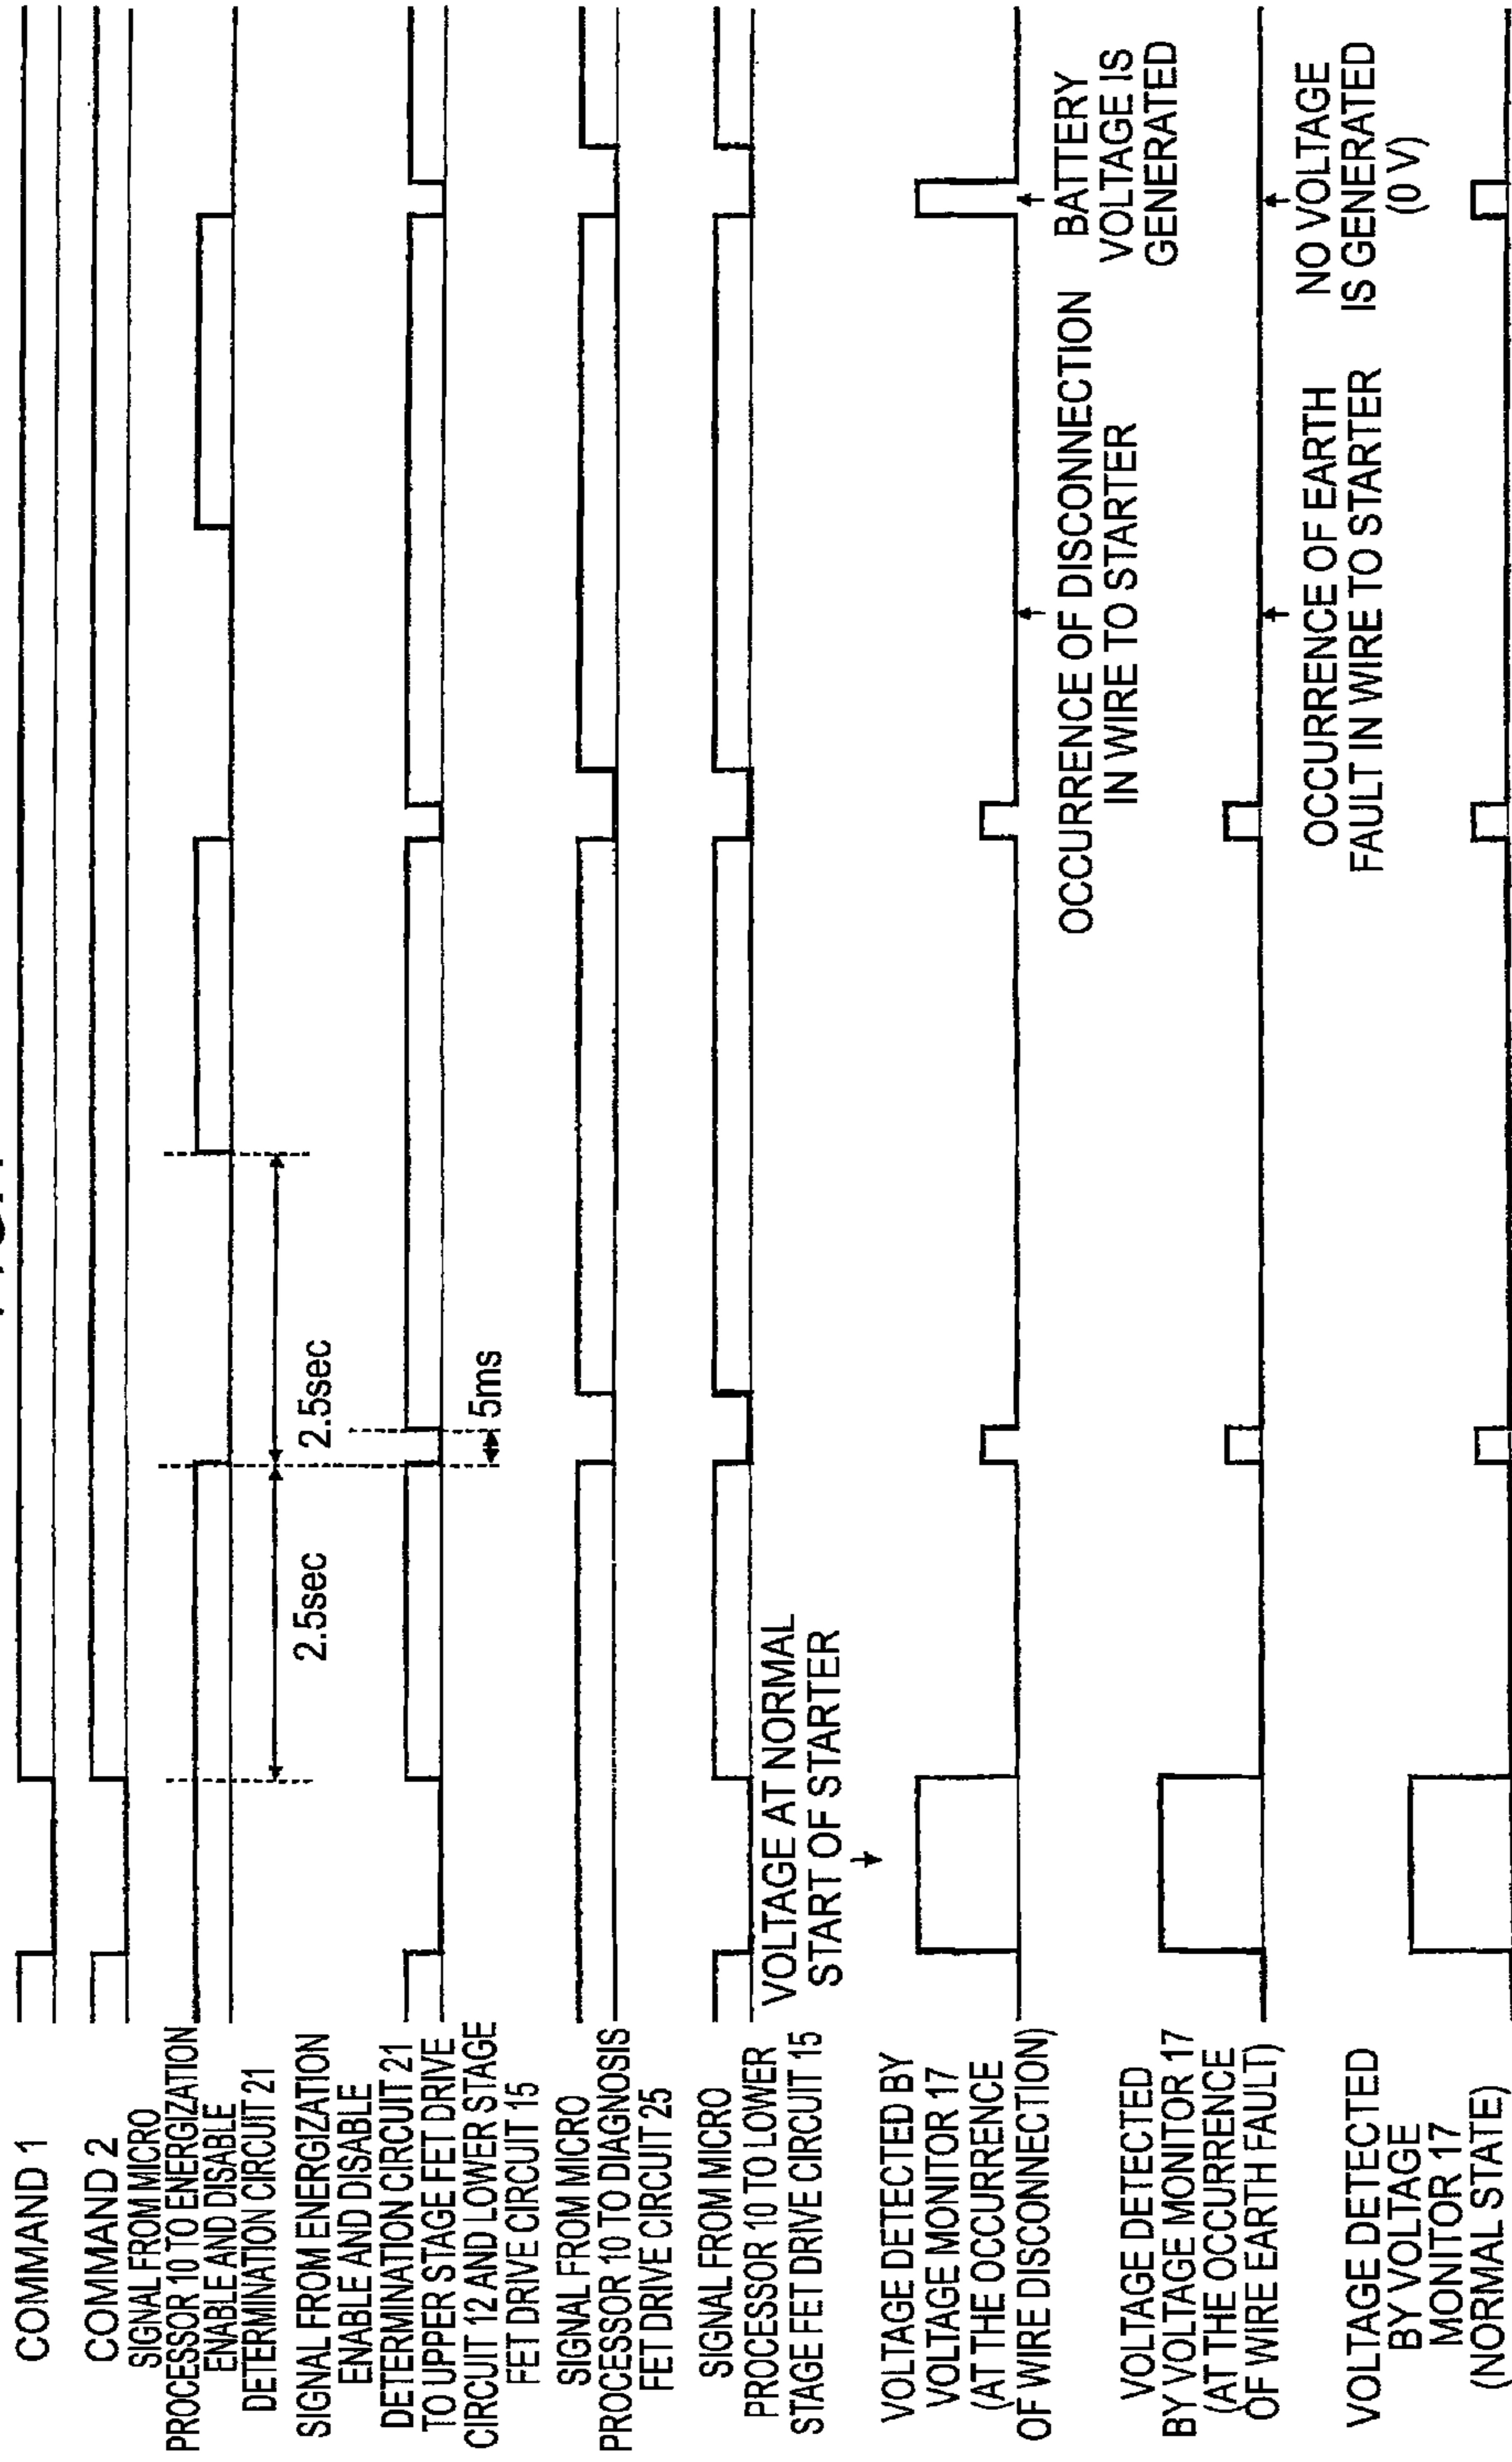 COMMAND 1
COMMAND 2
SIGNAL FROM MICRO
PROCESSOR 10 TO ENERGIZATION
ENABLE AND DISABLE
DETERMINATION CIRCUIT 21
2.5sec
2.5sec
SIGNAL FROM ENERGIZATION
ENABLE AND DISABLE
DETERMINATION CIRCUIT 21
TO UPPER STAGE FET DRIVE
CIRCUIT 12 AND LOWER STAGE
FET DRIVE CIRCUIT 15
5ms
SIGNAL FROM MICRO
PROCESSOR 10 TO DIAGNOSIS
FET DRIVE CIRCUIT 25
SIGNAL FROM MICRO
PROCESSOR 10 TO LOWER
STAGE FET DRIVE CIRCUIT 15
VOLTAGE AT NORMAL
START OF STARTER
VOLTAGE DETECTED BY
VOLTAGE MONITOR 17
(AT THE OCCURRENCE
OF WIRE DISCONNECTION)
OCCURRENCE OF DISCONNECTION
IN WIRE TO STARTER
BATTERY
VOLTAGE IS
GENERATED
VOLTAGE DETECTED
BY VOLTAGE MONITOR 17
(AT THE OCCURRENCE
OF WIRE EARTH FAULT)
OCCURRENCE OF EARTH
FAULT IN WIRE TO STARTER
NO VOLTAGE
IS GENERATED
(0 V)
VOLTAGE DETECTED
BY VOLTAGE
MONITOR 17
(NORMAL STATE)